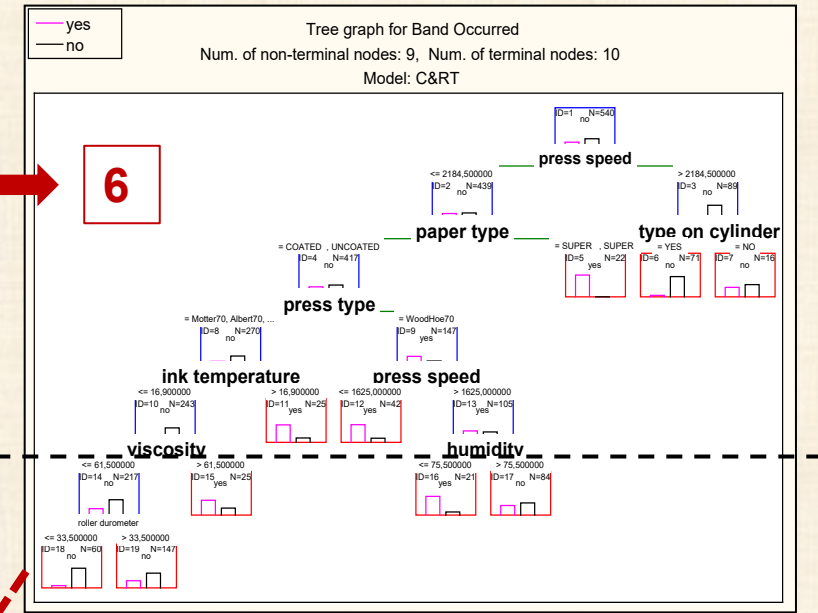 yes
no
Tree graph for Band Occurred
Num. of non-terminal nodes: 9, Num. of terminal nodes: 10
Model: C&RT
6
ID=1 N=540
no
press speed
<= 2184,500000 > 2184,500000
ID=2 N=439 ID=3 N=89
no no
paper type type on cylinder
= COATED , UNCOATED = SUPER , SUPER = YES = NO
ID=4 N=417 ID=5 N=22 ID=6 N=71 ID=7 N=16
no yes no no
press type
= Motter70, Albert70, ... = WoodHoe70
ID=8 N=270 ID=9 N=147
no yes
ink temperature press speed
<= 16,900000 > 16,900000 <= 1625,000000 > 1625,000000
ID=10 N=243 ID=11 N=25 ID=12 N=42 ID=13 N=105
no yes yes yes
viscosity humidity
<= 61,500000 > 61,500000 <= 75,500000 > 75,500000
ID=14 N=217 ID=15 N=25 ID=16 N=21 ID=17 N=84
no yes yes no
roller durometer
<= 33,500000 > 33,500000
ID=18 N=60 ID=19 N=147
no no